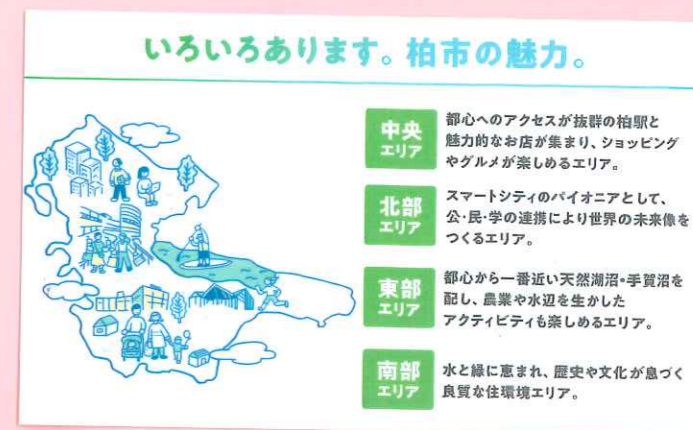 いろいろあります。柏市の魅力。
中央
エリア
都心へのアクセスが抜群の柏駅と
魅力的なお店が集まり、ショッピング
やグルメが楽しめるエリア。
北部
エリア
スマートシティのパイオニアとして、
公・民・学の連携により世界の未来像を
つくるエリア。
東部
エリア
都心から一番近い天然湖沼・手賀沼を
配し、農業や水辺を生かした
アクティビティも楽しめるエリア。
南部
エリア
水と緑に恵まれ、歴史や文化が息づく
良質な住環境エリア。